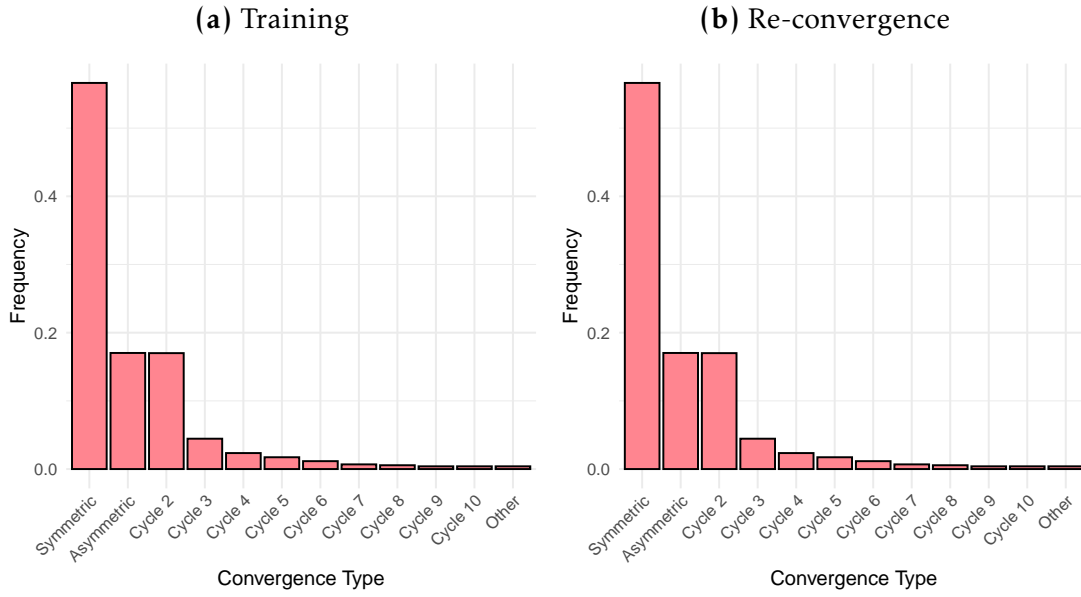 (a) Training
Frequency
0.4
0.2
0.0
Symmetric
Asymmetric
Cycle 2
Cycle 3
Cycle 4
Cycle 5
Cycle 6
Cycle 7
Cycle 8
Cycle 9
Cycle 10
Other
Convergence Type
(b) Re-convergence
Frequency
0.4
0.2
0.0
Symmetric
Asymmetric
Cycle 2
Cycle 3
Cycle 4
Cycle 5
Cycle 6
Cycle 7
Cycle 8
Cycle 9
Cycle 10
Other
Convergence Type